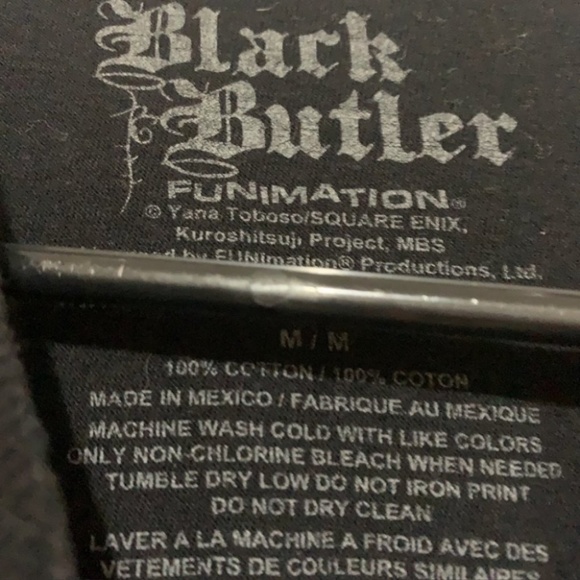 Black
Butler
FUNIMATION®
© Yana Toboso/SQUARE ENIX,
Kuroshitsuji Project, MBS
by FUNimation® Productions, Ltd.
M / M
100% COTTON / 100% COTON
MADE IN MEXICO / FABRIQUE AU MEXIQUE
MACHINE WASH COLD WITH LIKE COLORS
ONLY NON-CHLORINE BLEACH WHEN NEEDED
TUMBLE DRY LOW DO NOT IRON PRINT
DO NOT DRY CLEAN
LAVER A LA MACHINE A FROID AVEC DES
VETEMENTS DE COULEURS SIMILAIRES